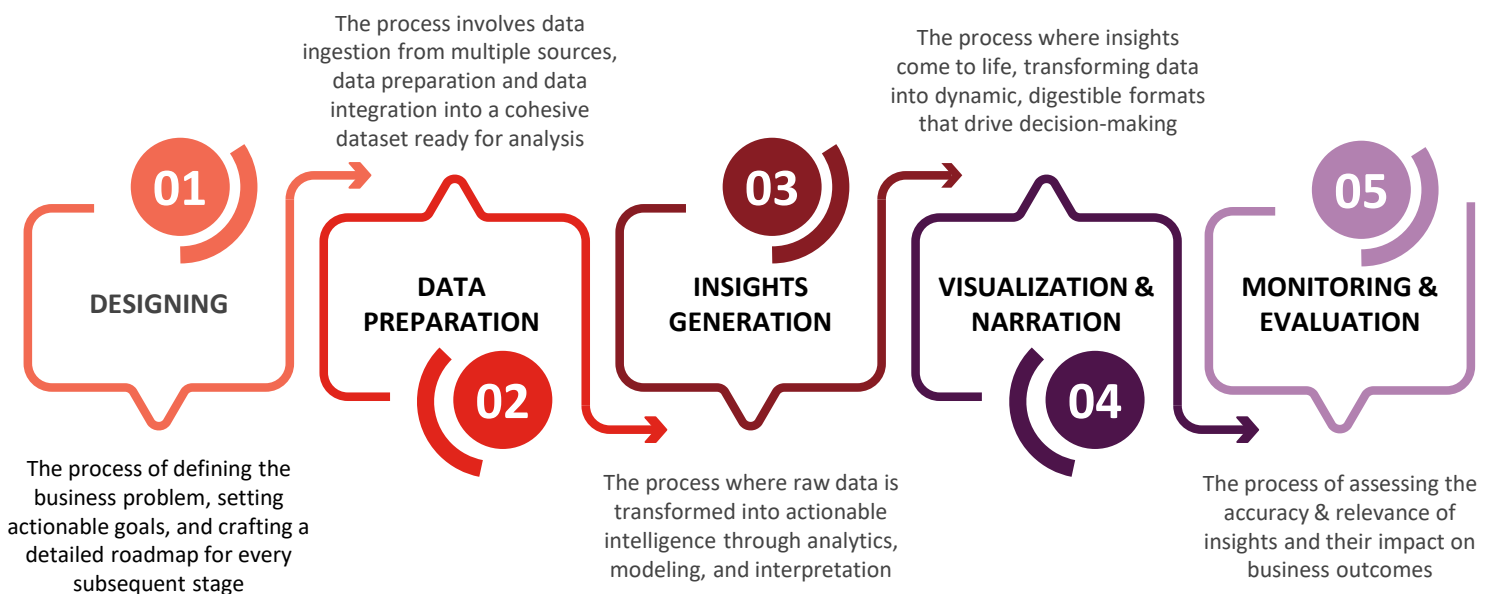 01
DESIGNING
The process of defining the
business problem, setting
actionable goals, and crafting a
detailed roadmap for every
subsequent stage
The process involves data
ingestion from multiple sources,
data preparation and data
integration into a cohesive
dataset ready for analysis
DATA
PREPARATION
02
03
INSIGHTS
GENERATION
The process where raw data is
transformed into actionable
intelligence through analytics,
modeling, and interpretation
The process where insights
come to life, transforming data
into dynamic, digestible formats
that drive decision-making
VISUALIZATION &
NARRATION
04
05
MONITORING &
EVALUATION
The process of assessing the
accuracy & relevance of
insights and their impact on
business outcomes